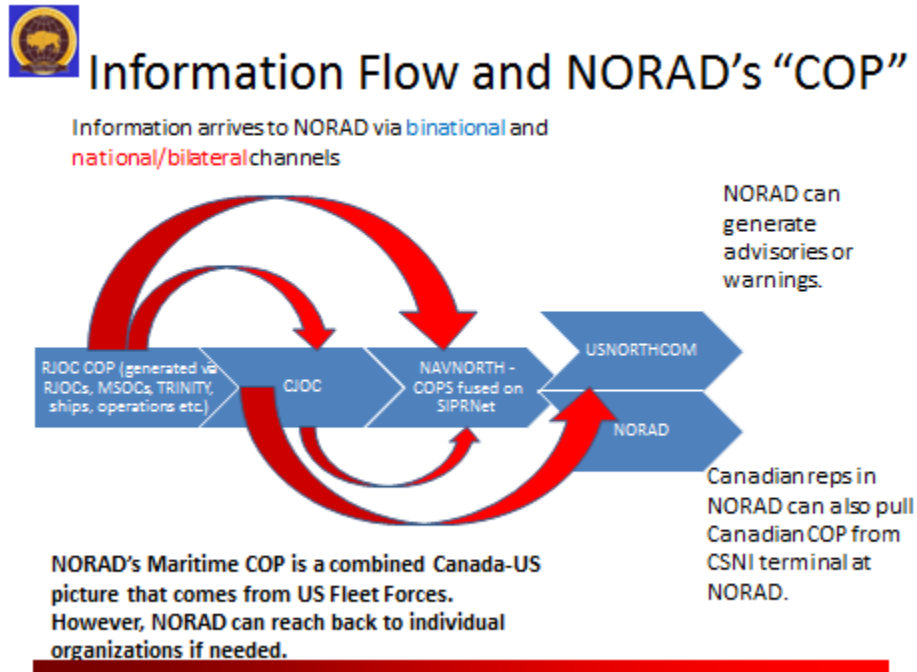 Information Flow and NORAD's "COP"
Information arrives to NORAD via binational and
national/bilateral channels
NORAD can
generate
advisories or
warnings.
RJOC COP (generated via
RJOCs, MSOCs, TRINITY,
ships, operations etc.)
CJOC
NAVNORTH -
COPS fused on
SIPRNet
USNORTHCOM
NORAD
Canadian reps in
NORAD can also pull
Canadian COP from
CSNI terminal at
NORAD.
NORAD's Maritime COP is a combined Canada-US
picture that comes from US Fleet Forces.
However, NORAD can reach back to individual
organizations if needed.